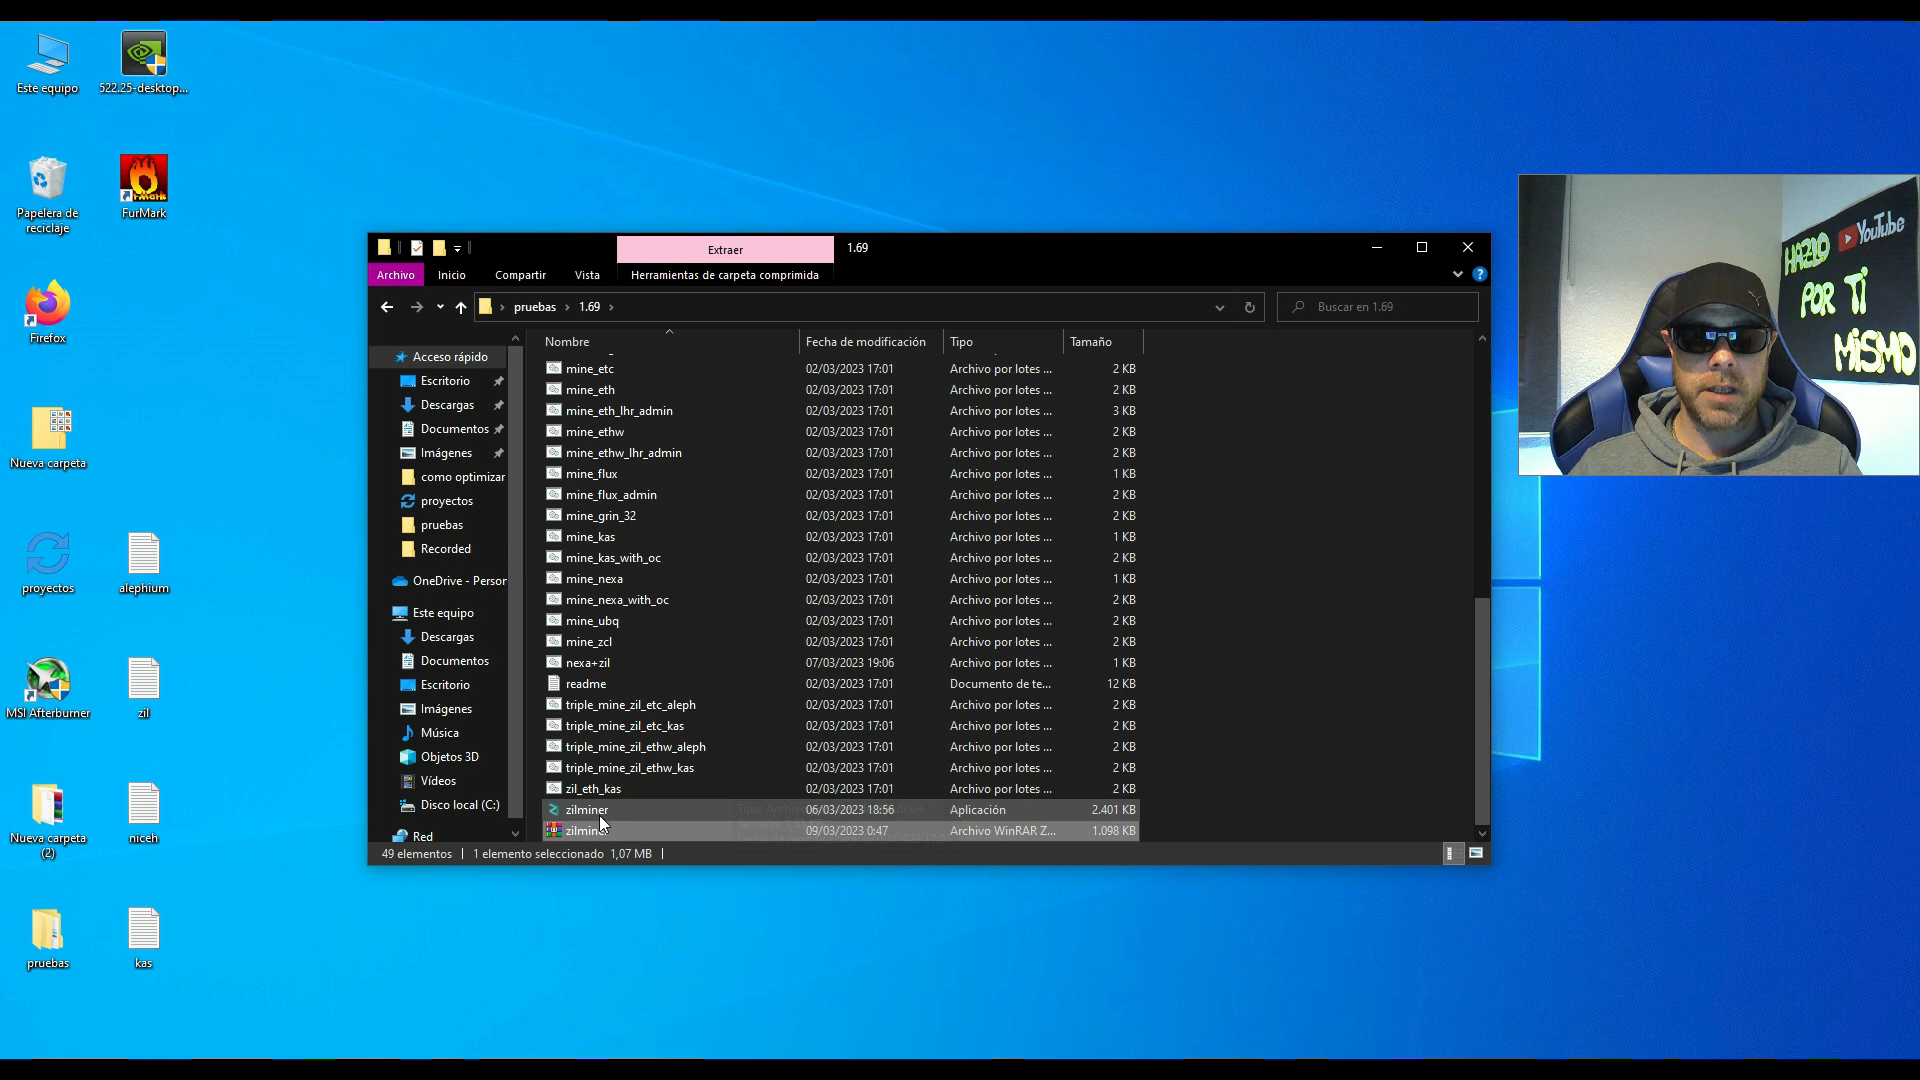 Este equipo
522.25-desktop...
Papelera de
reciclaje
FurMark
Firefox
Nueva carpeta
proyectos
alephium
MSI Afterburner
zil
Nueva carpeta
(2)
niceh
pruebas
kas
Extraer
1.69
Archivo
Inicio
Compartir
Vista
Herramientas de carpeta comprimida
pruebas
1.69
Buscar en 1.69
Acceso rápido
Escritorio
Descargas
Documentos
Imágenes
como optimizar
proyectos
pruebas
Recorded
OneDrive - Person
Este equipo
Descargas
Documentos
Escritorio
Imágenes
Música
Objetos 3D
Vídeos
Disco local (C:)
Red
Nombre Fecha de modificación Tipo Tamaño
mine_etc 02/03/2023 17:01 Archivo por lotes ... 2 KB
mine_eth 02/03/2023 17:01 Archivo por lotes ... 2 KB
mine_eth_lhr_admin 02/03/2023 17:01 Archivo por lotes ... 3 KB
mine_ethw 02/03/2023 17:01 Archivo por lotes ... 2 KB
mine_ethw_lhr_admin 02/03/2023 17:01 Archivo por lotes ... 2 KB
mine_flux 02/03/2023 17:01 Archivo por lotes ... 1 KB
mine_flux_admin 02/03/2023 17:01 Archivo por lotes ... 2 KB
mine_grin_32 02/03/2023 17:01 Archivo por lotes ... 2 KB
mine_kas 02/03/2023 17:01 Archivo por lotes ... 1 KB
mine_kas_with_oc 02/03/2023 17:01 Archivo por lotes ... 2 KB
mine_nexa 02/03/2023 17:01 Archivo por lotes ... 1 KB
mine_nexa_with_oc 02/03/2023 17:01 Archivo por lotes ... 2 KB
mine_ubq 02/03/2023 17:01 Archivo por lotes ... 2 KB
mine_zcl 02/03/2023 17:01 Archivo por lotes ... 2 KB
nexa+zil 07/03/2023 19:06 Archivo por lotes ... 1 KB
readme 02/03/2023 17:01 Documento de te... 12 KB
triple_mine_zil_etc_aleph 02/03/2023 17:01 Archivo por lotes ... 2 KB
triple_mine_zil_etc_kas 02/03/2023 17:01 Archivo por lotes ... 2 KB
triple_mine_zil_ethw_aleph 02/03/2023 17:01 Archivo por lotes ... 2 KB
triple_mine_zil_ethw_kas 02/03/2023 17:01 Archivo por lotes ... 2 KB
zil_eth_kas 02/03/2023 17:01 Archivo por lotes ... 2 KB
zilminer 06/03/2023 18:56 Aplicación 2.401 KB
zilminer 09/03/2023 0:47 Archivo WinRAR Z... 1.098 KB
49 elementos
1 elemento seleccionado 1,07 MB
HAZLO
YouTube
POR TI
MISMO